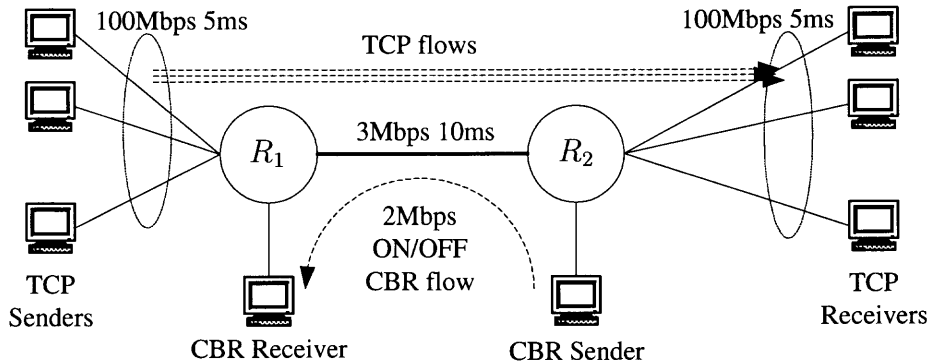 100Mbps 5ms
100Mbps 5ms
TCP flows
R1
3Mbps 10ms
R2
2Mbps
ON/OFF
CBR flow
TCP
Senders
TCP
Receivers
CBR Receiver
CBR Sender